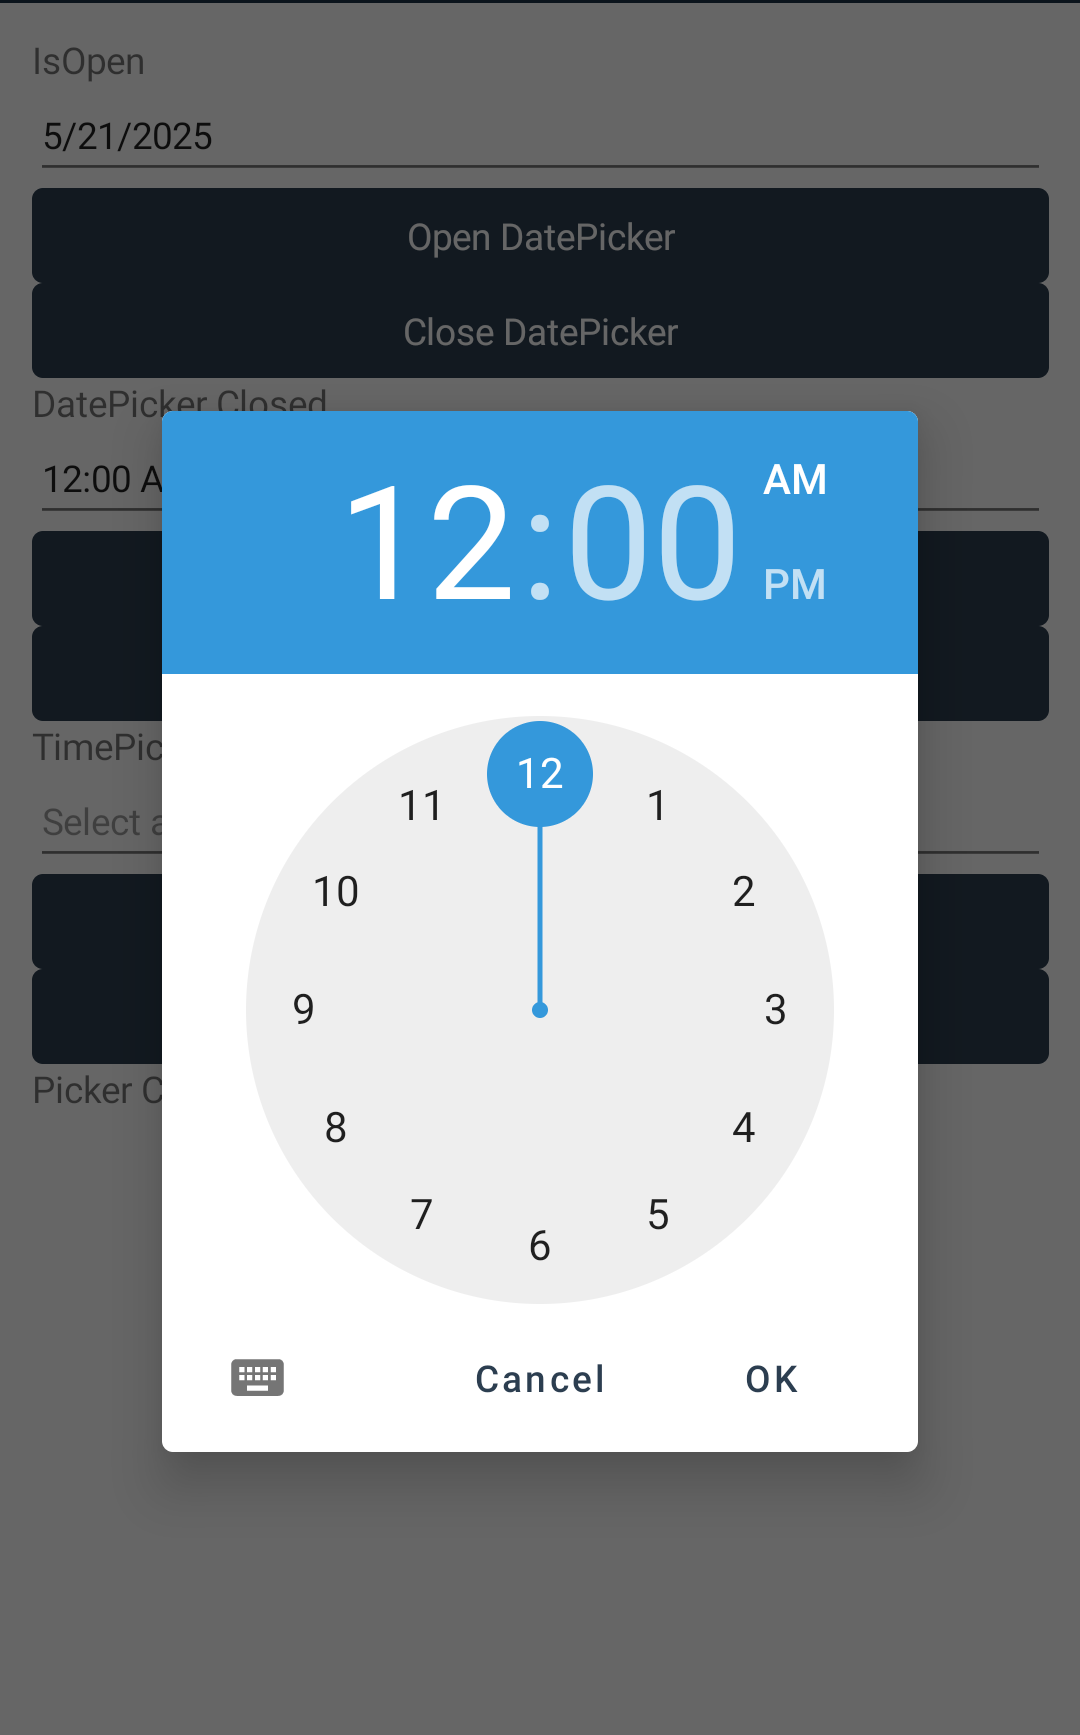 IsOpen
5/21/2025
Open DatePicker
Close DatePicker
DatePicker Closed
12:00 A
12:00
AM
PM
TimePic
Select a
12
11
1
10
2
9
3
8
4
7
5
6
Picker C
Cancel
OK